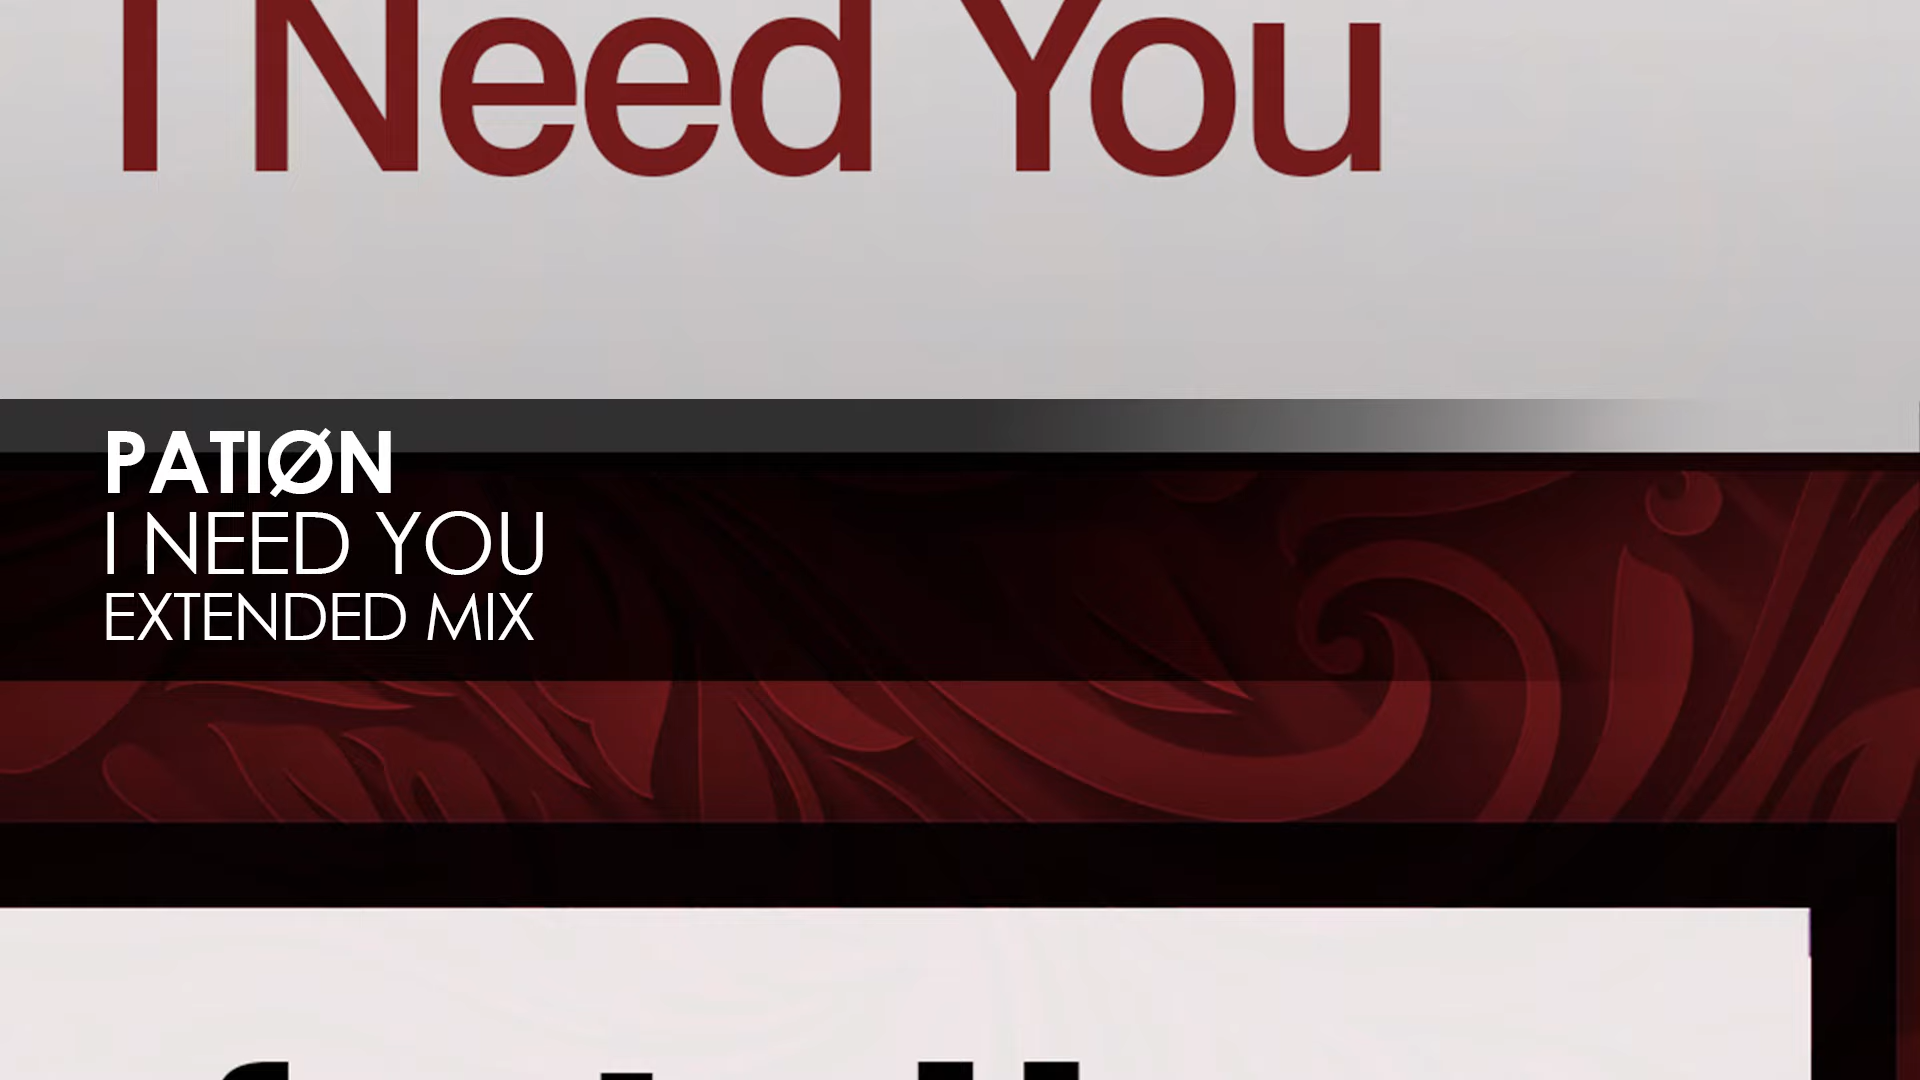 I Need You
PATIØN
I NEED YOU
EXTENDED MIX